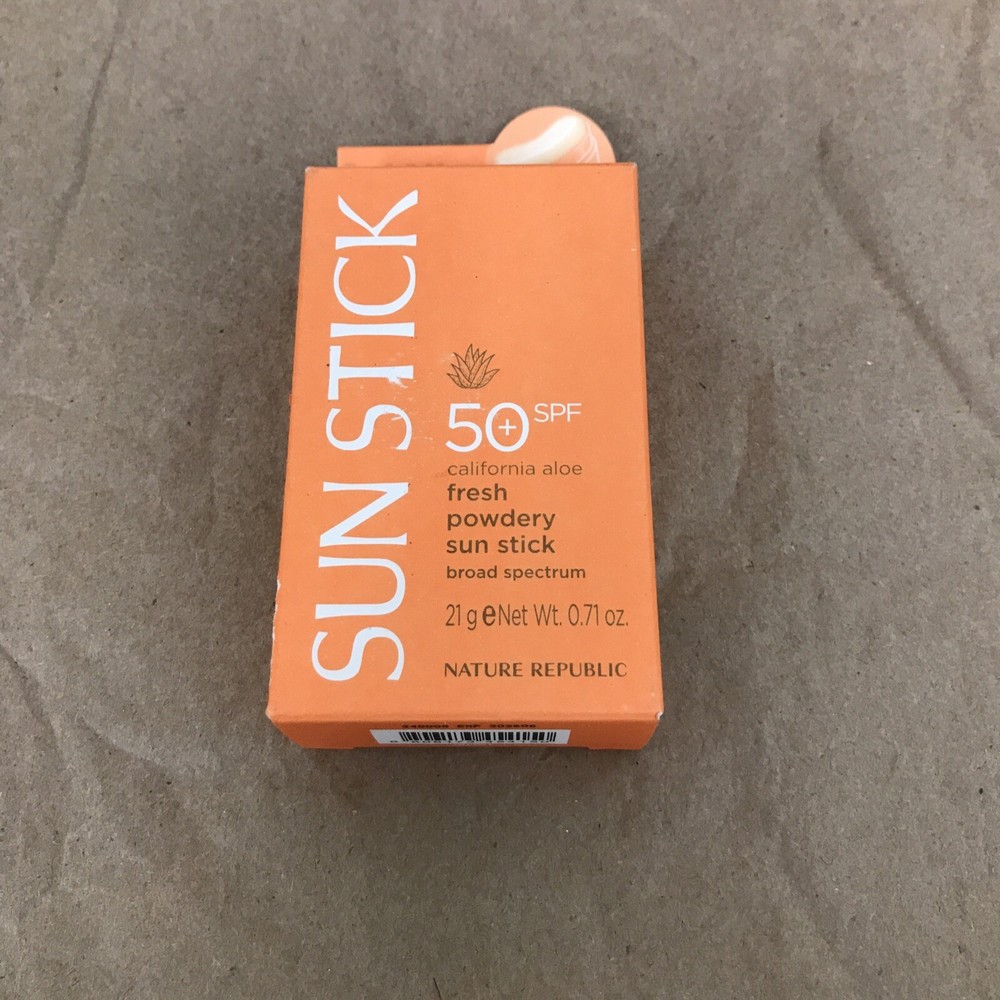 SUN STICK
50+ SPF
california aloe
fresh
powdery
sun stick
broad spectrum
21 g e Net Wt. 0.71 oz.
NATURE REPUBLIC